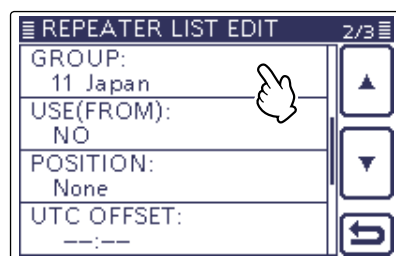 REPEATER LIST EDIT 2/3
GROUP:
11 Japan
USE(FROM):
NO
POSITION:
None
UTC OFFSET:
--:--